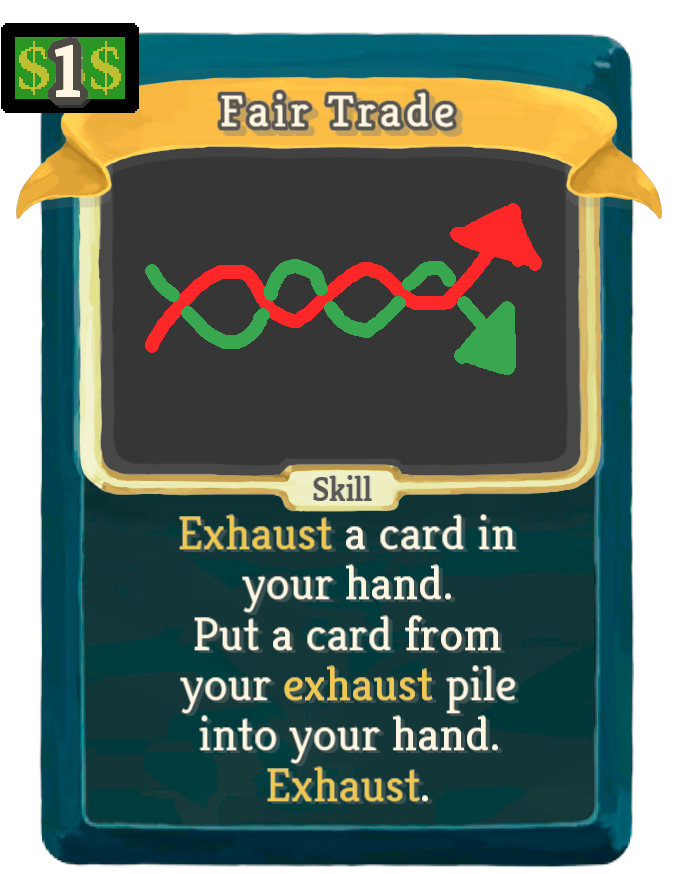 $1$
Fair Trade
Skill
Exhaust a card in
your hand.
Put a card from
your exhaust pile
into your hand.
Exhaust.